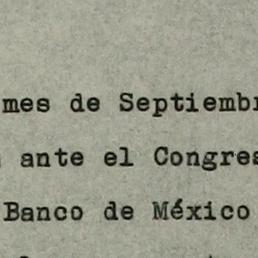 mes de Septiembr
ante el Congres
Banco de México